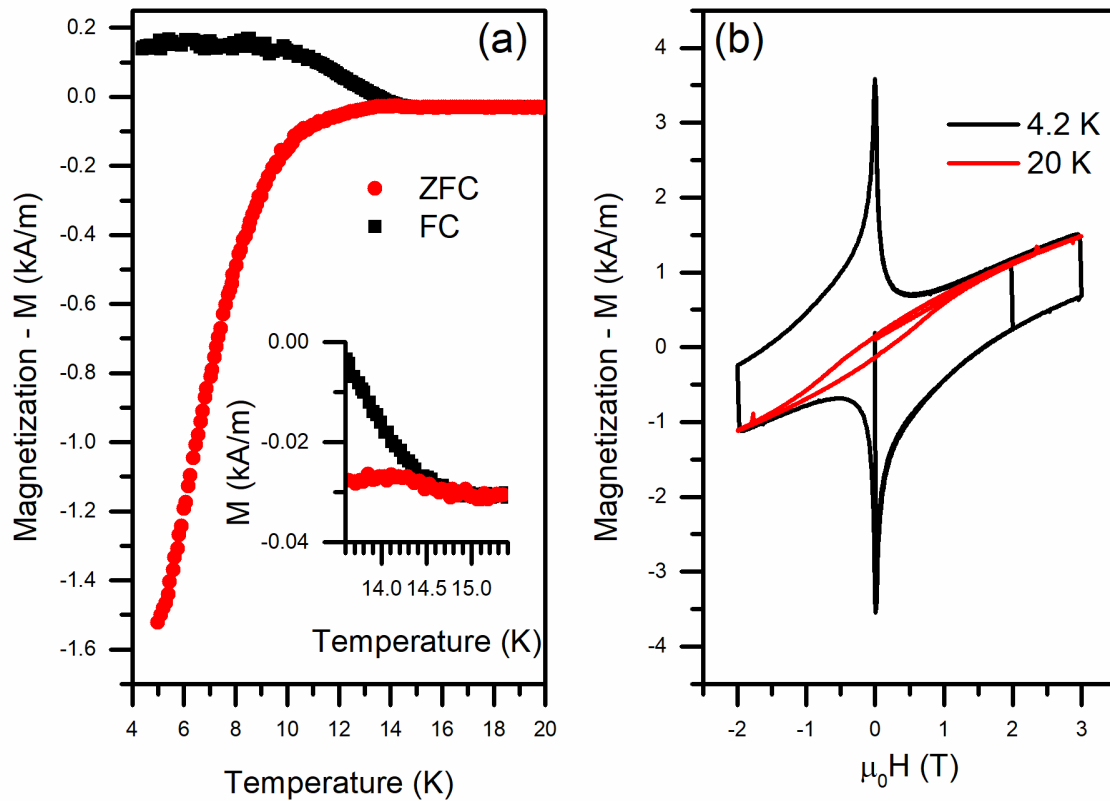 (a)
0.2
0.0
-0.2
-0.4
-0.6
-0.8
-1.0
-1.2
-1.4
-1.6
Magnetization - M (kA/m)
ZFC
FC
0.00
-0.02
-0.04
M (kA/m)
14.0 14.5 15.0
Temperature (K)
4 6 8 10 12 14 16 18 20
Temperature (K)
(b)
4
3
2
1
0
-1
-2
-3
-4
Magnetization - M (kA/m)
4.2 K
20 K
-2 -1 0 1 2 3
μ₀H (T)